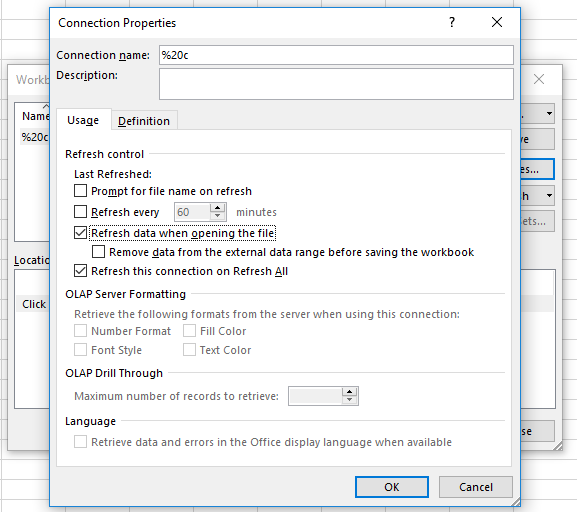 Connection Properties
Connection name: %20c
Description:
Usage Definition
Refresh control
Last Refreshed:
Prompt for file name on refresh
Refresh every 60 minutes
Refresh data when opening the file
Remove data from the external data range before saving the workbook
Refresh this connection on Refresh All
OLAP Server Formatting
Retrieve the following formats from the server when using this connection:
Number Format Fill Color
Font Style Text Color
OLAP Drill Through
Maximum number of records to retrieve:
Language
Retrieve data and errors in the Office display language when available
OK Cancel
Workb
Name
%20c
Locatio
Click
ve
es...
h
ets...
se